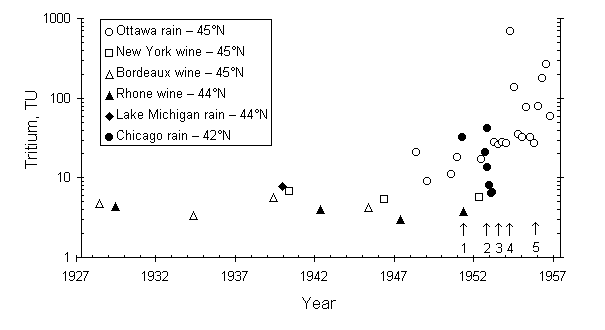 1000
100
10
1
Tritium, TU
Ottawa rain – 45°N
New York wine – 45°N
Bordeaux wine – 45°N
Rhone wine – 44°N
Lake Michigan rain – 44°N
Chicago rain – 42°N
1 2 3 4 5
1927 1932 1937 1942 1947 1952 1957
Year